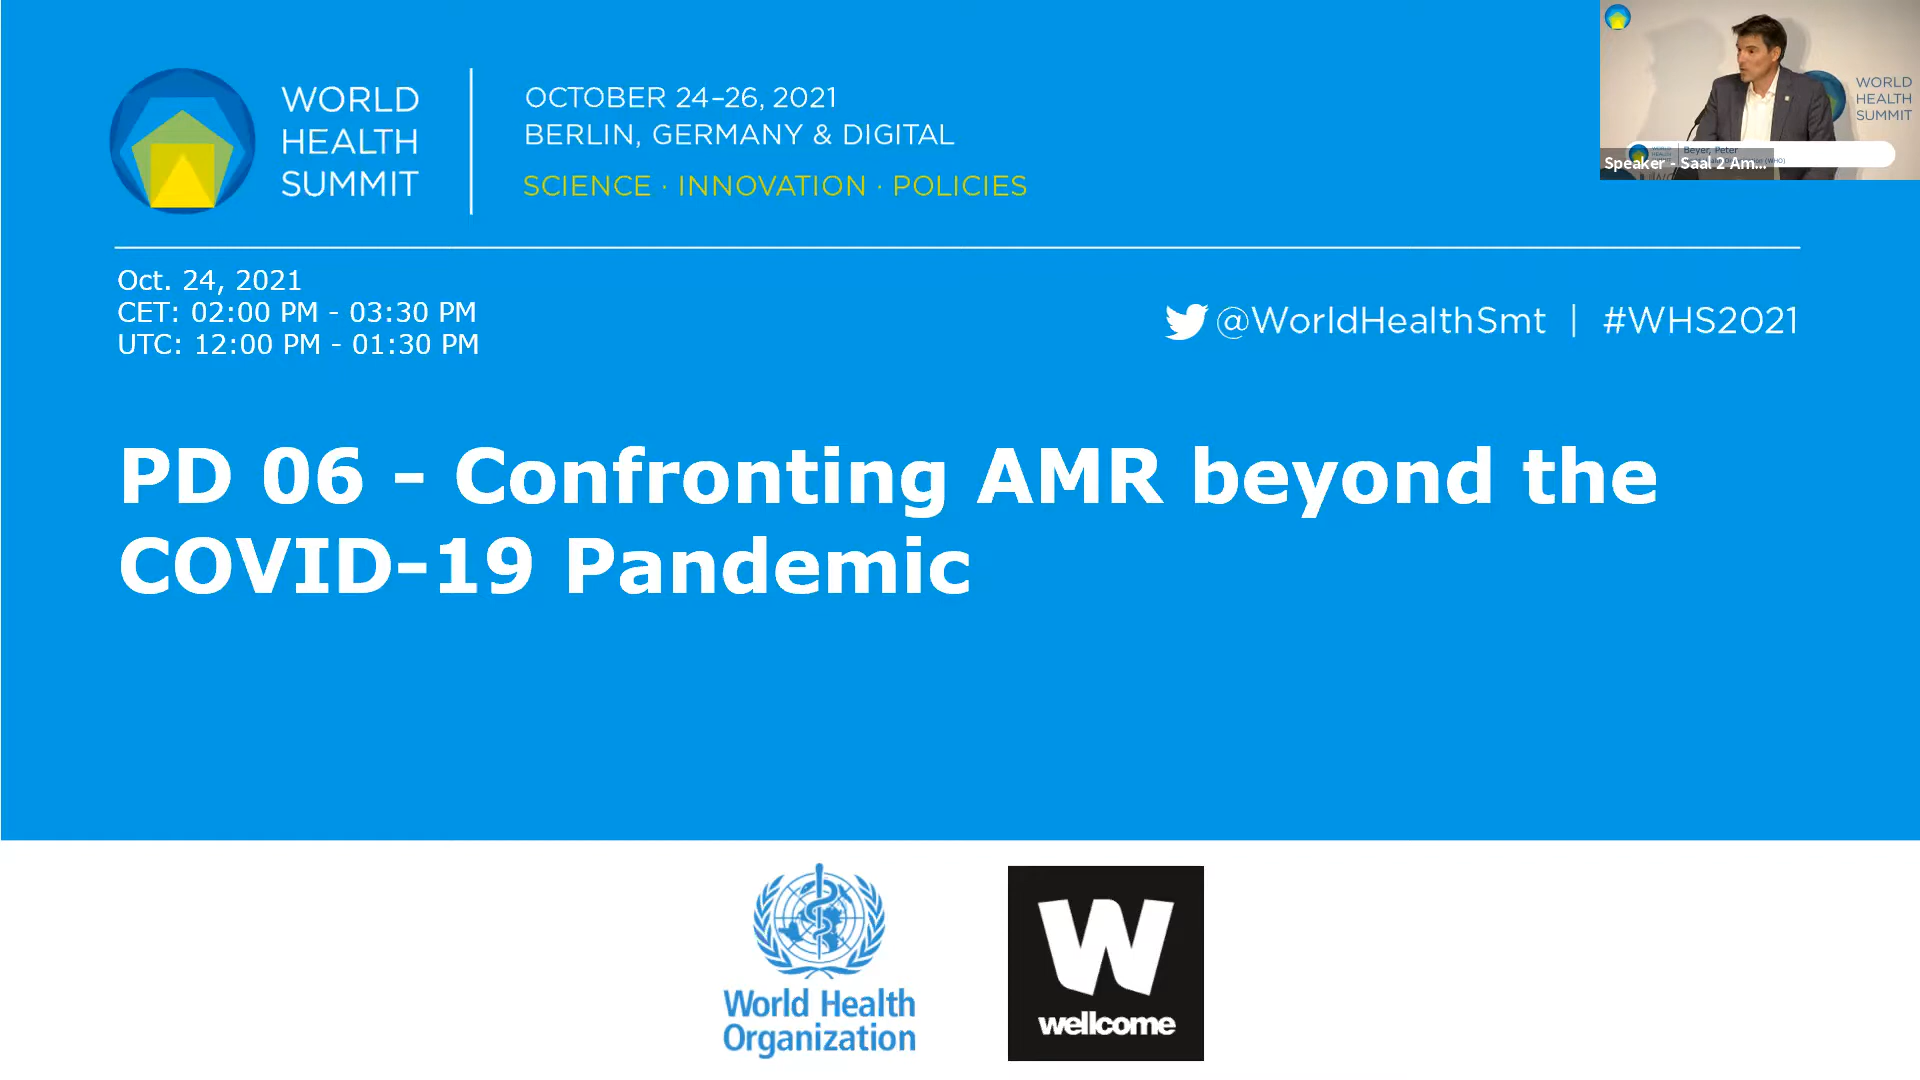 WORLD
HEALTH
SUMMIT
OCTOBER 24–26, 2021
BERLIN, GERMANY & DIGITAL
SCIENCE · INNOVATION · POLICIES
Oct. 24, 2021
CET: 02:00 PM - 03:30 PM
UTC: 12:00 PM - 01:30 PM
@WorldHealthSmt | #WHS2021
PD 06 - Confronting AMR beyond the
COVID-19 Pandemic
World Health
Organization
W
wellcome
WORLD
HEALTH
SUMMIT
Beyer, Peter
(WHO)
Speaker - Saal 2 Am...